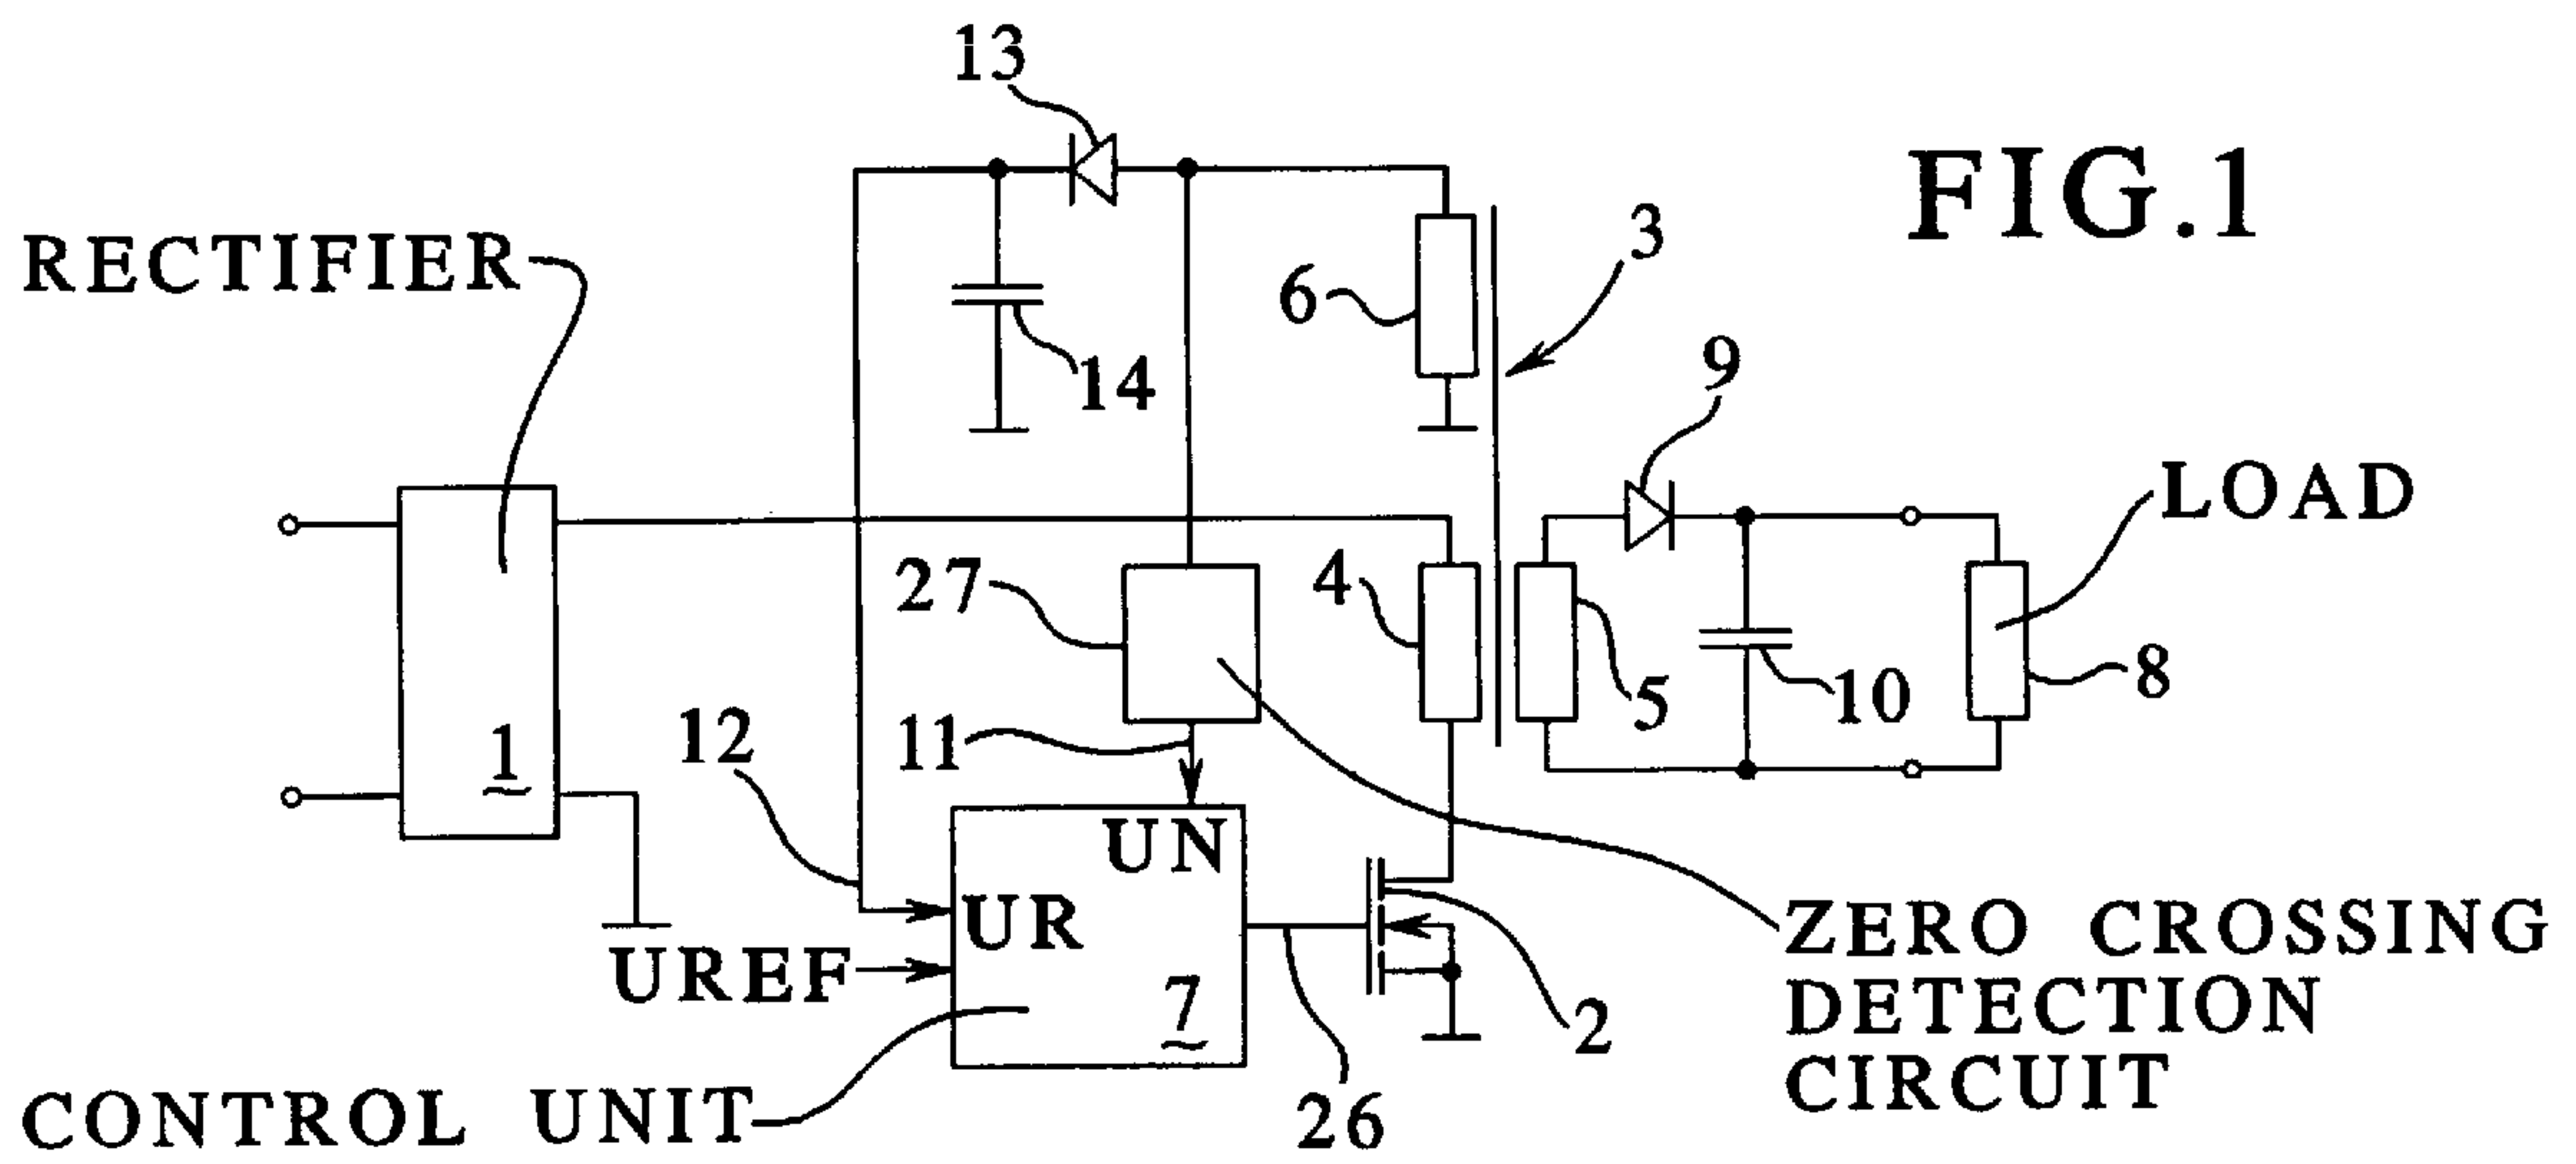 13
FIG.1
RECTIFIER
3
6
14
9
LOAD
27
4
5
10
8
12
11
1
UN
UR
UREF
7
2
ZERO CROSSING
DETECTION
CIRCUIT
CONTROL UNIT
26